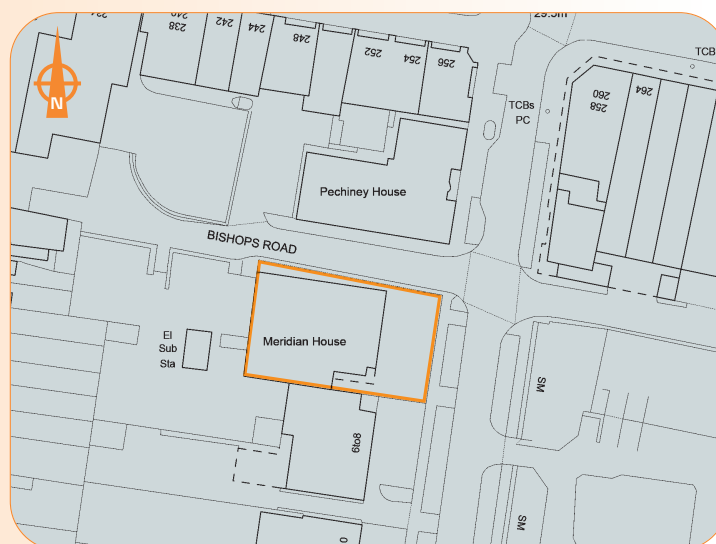 29.5m
238
242
244
248
252
254
256
TCB
TCBs
PC
260
258
264
N
Pechiney House
BISHOPS ROAD
Meridian House
El
Sub
Sta
SM
6to8
SM